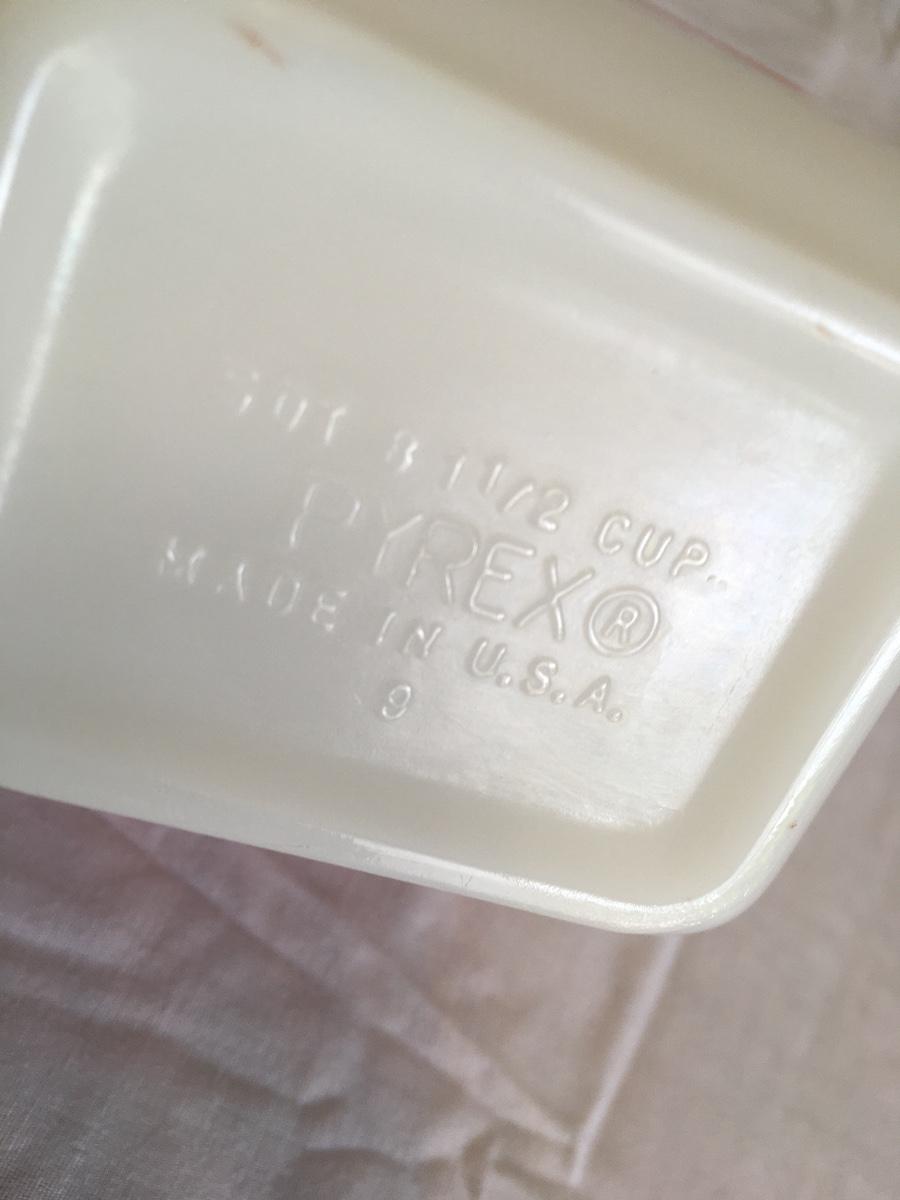 501 B 1 1/2 CUP.
PYREX®
MADE IN U.S.A.
9